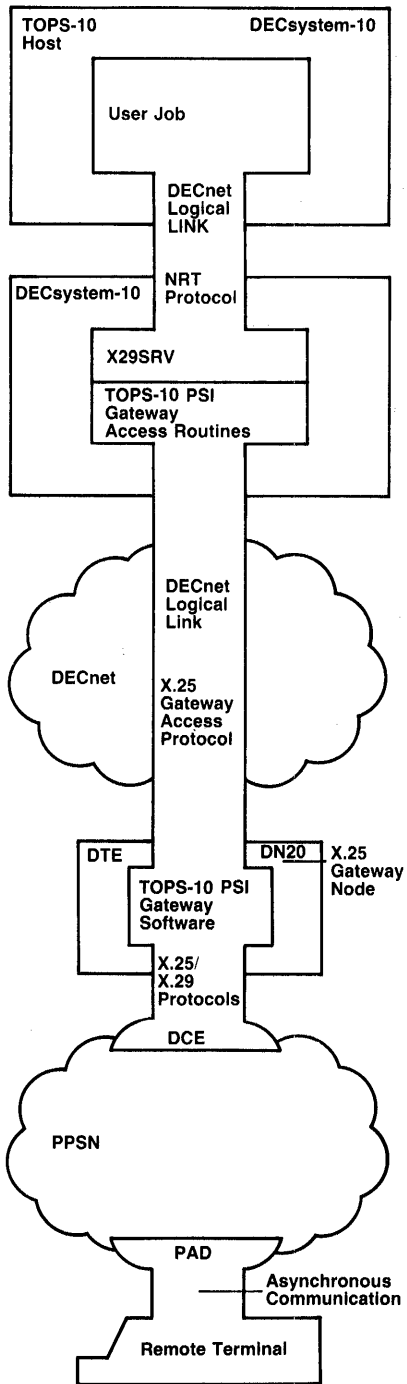 TOPS-10
Host
DECsystem-10
User Job
DECnet
Logical
LINK
DECsystem-10
NRT
Protocol
X29SRV
TOPS-10 PSI
Gateway
Access Routines
DECnet
Logical
Link
DECnet
X.25
Gateway
Access
Protocol
DTE
DN20
X.25
Gateway
Node
TOPS-10 PSI
Gateway
Software
X.25/
X.29
Protocols
DCE
PPSN
PAD
Asynchronous
Communication
Remote Terminal